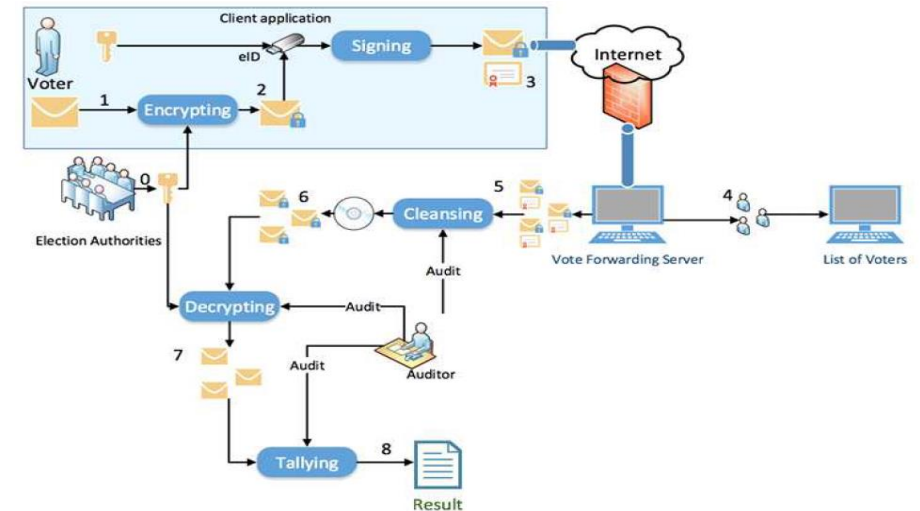 Client application
eID
Signing
Internet
Voter
1
Encrypting
2
3
0
Election Authorities
6
Cleansing
5
4
Vote Forwarding Server
List of Voters
Audit
Decrypting
Audit
7
Audit
Auditor
Tallying
8
Result